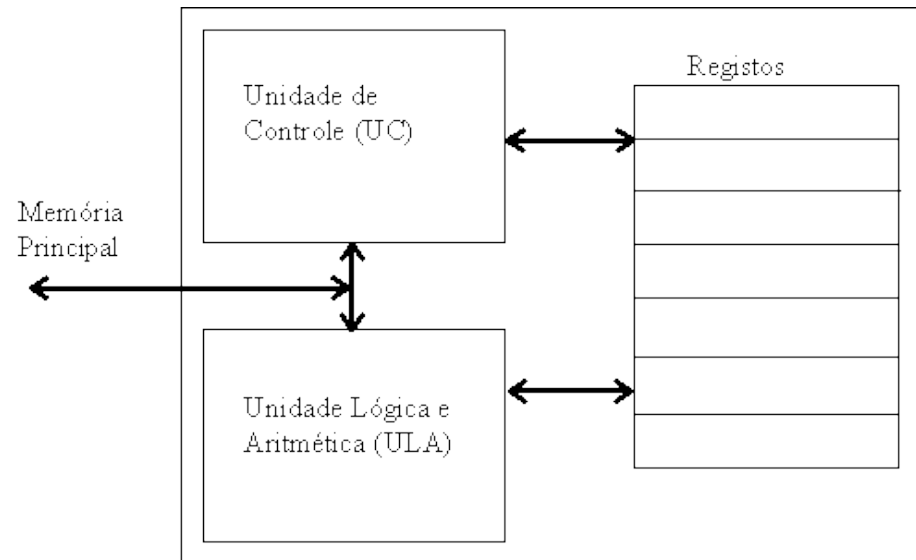 Unidade de
Controle (UC)
Registos
Memória
Principal
Unidade Lógica e
Aritmética (ULA)